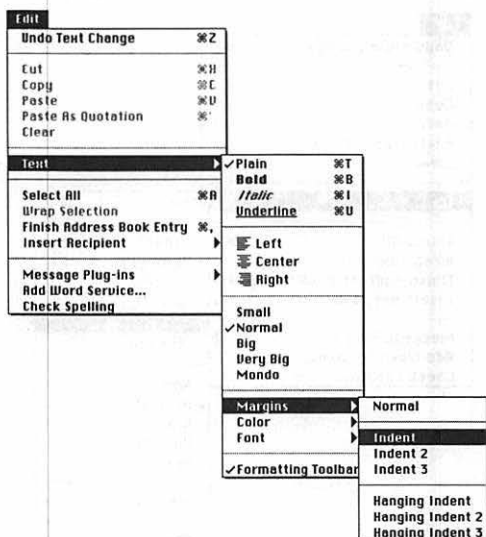 Edit
Undo Text Change ⌘Z
Cut ⌘X
Copy ⌘C
Paste ⌘V
Paste As Quotation ⌘'
Clear
Text
Select All ⌘A
Wrap Selection
Finish Address Book Entry ⌘,
Insert Recipient
Message Plug-ins
Add Word Service...
Check Spelling
✓Plain ⌘T
Bold ⌘B
Italic ⌘I
Underline ⌘U
Left
Center
Right
Small
✓Normal
Big
Very Big
Mondo
Margins
Color
Font
✓Formatting Toolbar
Normal
Indent
Indent 2
Indent 3
Hanging Indent
Hanging Indent 2
Hanging Indent 3